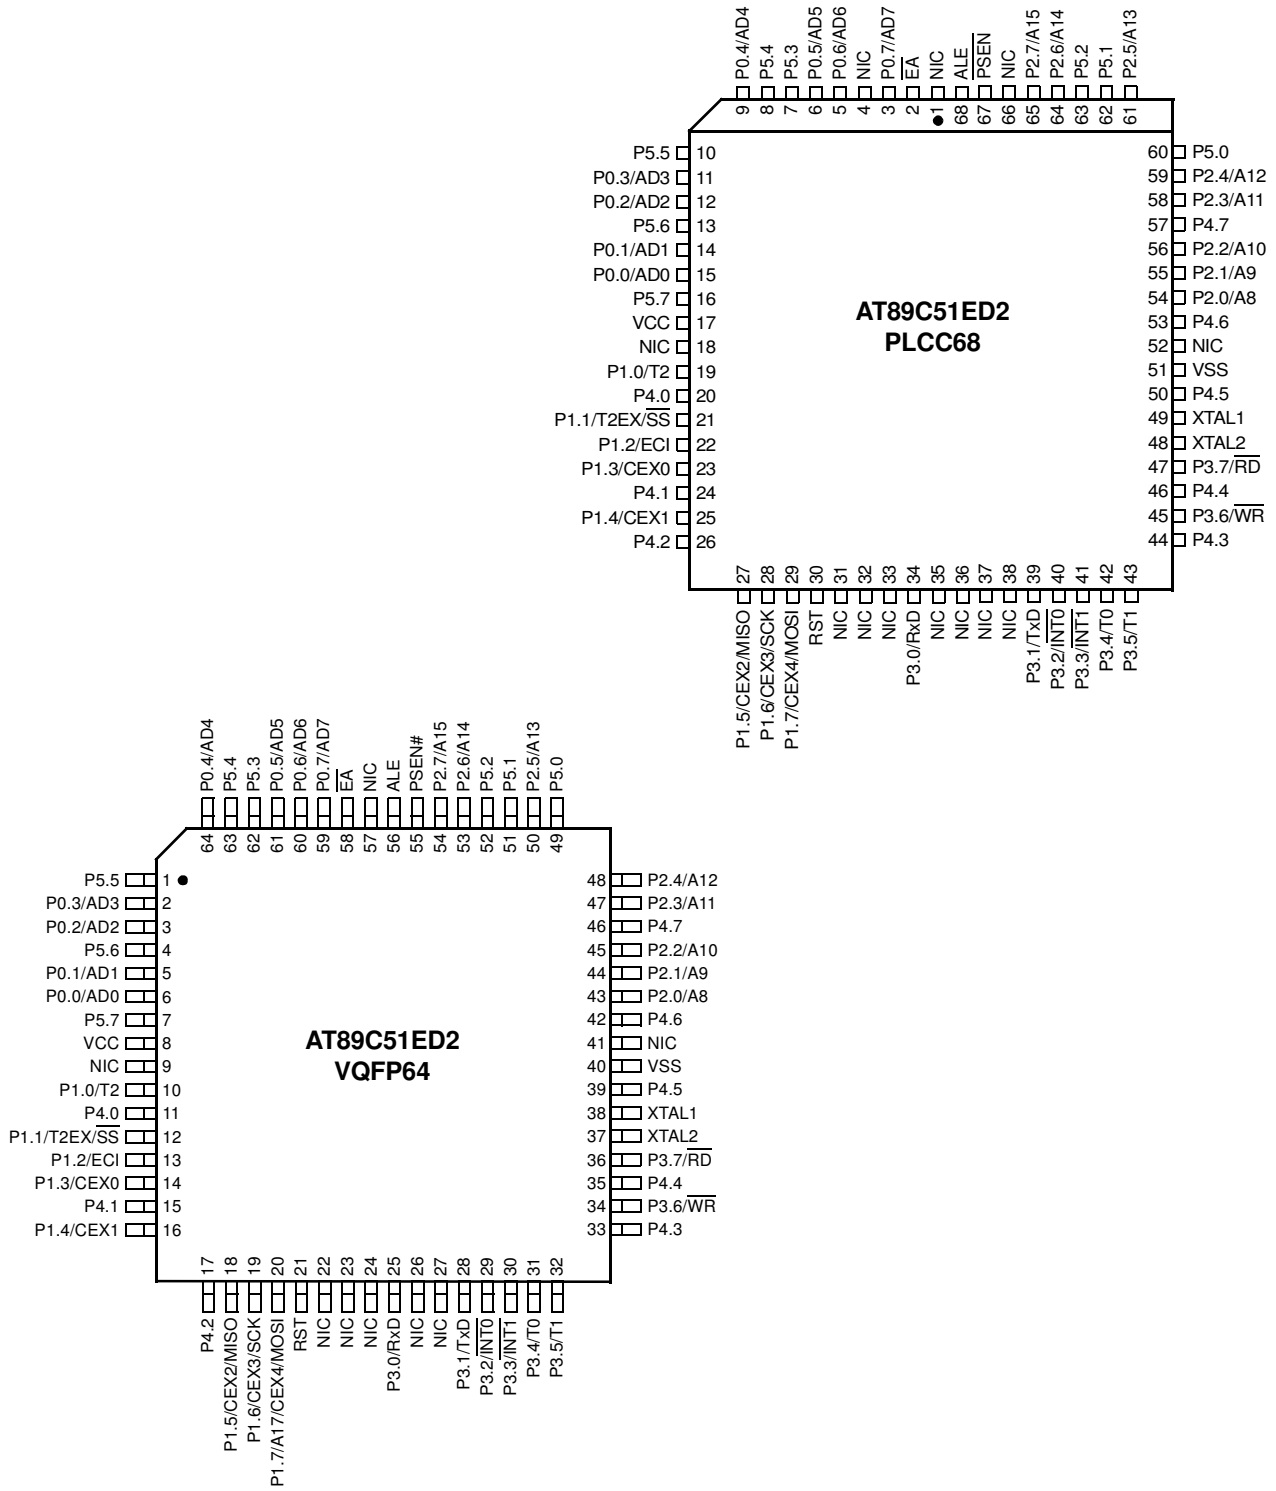 P0.4/AD4
P5.4
P5.3
P0.5/AD5
P0.6/AD6
NIC
P0.7/AD7
EA
NIC
ALE
PSEN
NIC
P2.7/A15
P2.6/A14
P5.2
P5.1
P2.5/A13
9 8 7 6 5 4 3 2 1 68 67 66 65 64 63 62 61
P5.5 10
P0.3/AD3 11
P0.2/AD2 12
P5.6 13
P0.1/AD1 14
P0.0/AD0 15
P5.7 16
VCC 17
NIC 18
P1.0/T2 19
P4.0 20
P1.1/T2EX/SS 21
P1.2/ECI 22
P1.3/CEX0 23
P4.1 24
P1.4/CEX1 25
P4.2 26
AT89C51ED2
PLCC68
60 P5.0
59 P2.4/A12
58 P2.3/A11
57 P4.7
56 P2.2/A10
55 P2.1/A9
54 P2.0/A8
53 P4.6
52 NIC
51 VSS
50 P4.5
49 XTAL1
48 XTAL2
47 P3.7/RD
46 P4.4
45 P3.6/WR
44 P4.3
27 28 29 30 31 32 33 34 35 36 37 38 39 40 41 42 43
P1.5/CEX2/MISO
P1.6/CEX3/SCK
P1.7/CEX4/MOSI
RST
NIC
NIC
NIC
P3.0/RxD
NIC
NIC
NIC
NIC
P3.1/TxD
P3.2/INT0
P3.3/INT1
P3.4/T0
P3.5/T1
P0.4/AD4
P5.4
P5.3
P0.5/AD5
P0.6/AD6
P0.7/AD7
EA
NIC
ALE
PSEN#
P2.7/A15
P2.6/A14
P5.2
P5.1
P2.5/A13
P5.0
64 63 62 61 60 59 58 57 56 55 54 53 52 51 50 49
P5.5 1
P0.3/AD3 2
P0.2/AD2 3
P5.6 4
P0.1/AD1 5
P0.0/AD0 6
P5.7 7
VCC 8
NIC 9
P1.0/T2 10
P4.0 11
P1.1/T2EX/SS 12
P1.2/ECI 13
P1.3/CEX0 14
P4.1 15
P1.4/CEX1 16
AT89C51ED2
VQFP64
48 P2.4/A12
47 P2.3/A11
46 P4.7
45 P2.2/A10
44 P2.1/A9
43 P2.0/A8
42 P4.6
41 NIC
40 VSS
39 P4.5
38 XTAL1
37 XTAL2
36 P3.7/RD
35 P4.4
34 P3.6/WR
33 P4.3
17 18 19 20 21 22 23 24 25 26 27 28 29 30 31 32
P4.2
P1.5/CEX2/MISO
P1.6/CEX3/SCK
P1.7/A17/CEX4/MOSI
RST
NIC
NIC
NIC
P3.0/RxD
NIC
NIC
P3.1/TxD
P3.2/INT0
P3.3/INT1
P3.4/T0
P3.5/T1